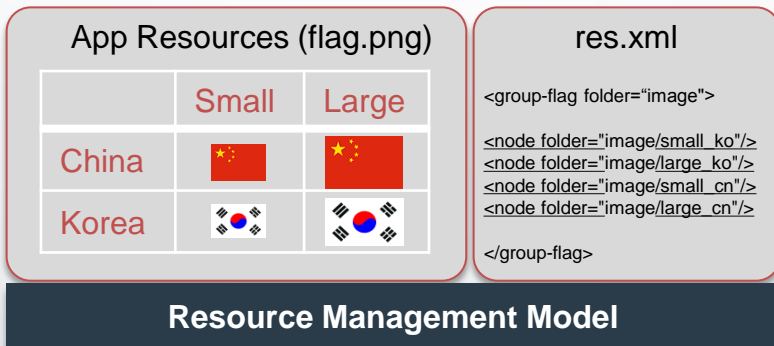 App Resources (flag.png)
Small Large
China
Korea
res.xml
<group-flag folder=“image">
<node folder="image/small_ko"/>
<node folder="image/large_ko"/>
<node folder="image/small_cn"/>
<node folder="image/large_cn"/>
</group-flag>
Resource Management Model